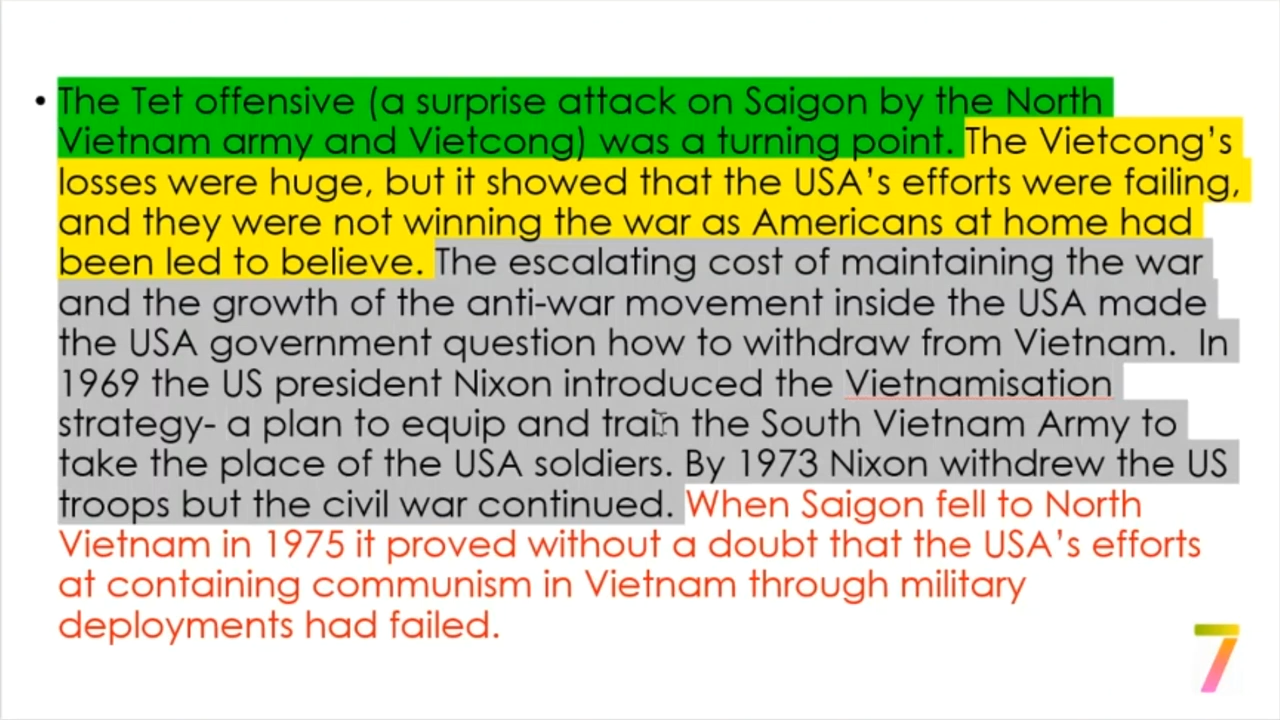 • The Tet offensive (a surprise attack on Saigon by the North
Vietnam army and Vietcong) was a turning point. The Vietcong's
losses were huge, but it showed that the USA's efforts were failing,
and they were not winning the war as Americans at home had
been led to believe. The escalating cost of maintaining the war
and the growth of the anti-war movement inside the USA made
the USA government question how to withdraw from Vietnam.  In
1969 the US president Nixon introduced the Vietnamisation
strategy- a plan to equip and train the South Vietnam Army to
take the place of the USA soldiers. By 1973 Nixon withdrew the US
troops but the civil war continued. When Saigon fell to North
Vietnam in 1975 it proved without a doubt that the USA's efforts
at containing communism in Vietnam through military
deployments had failed.
7